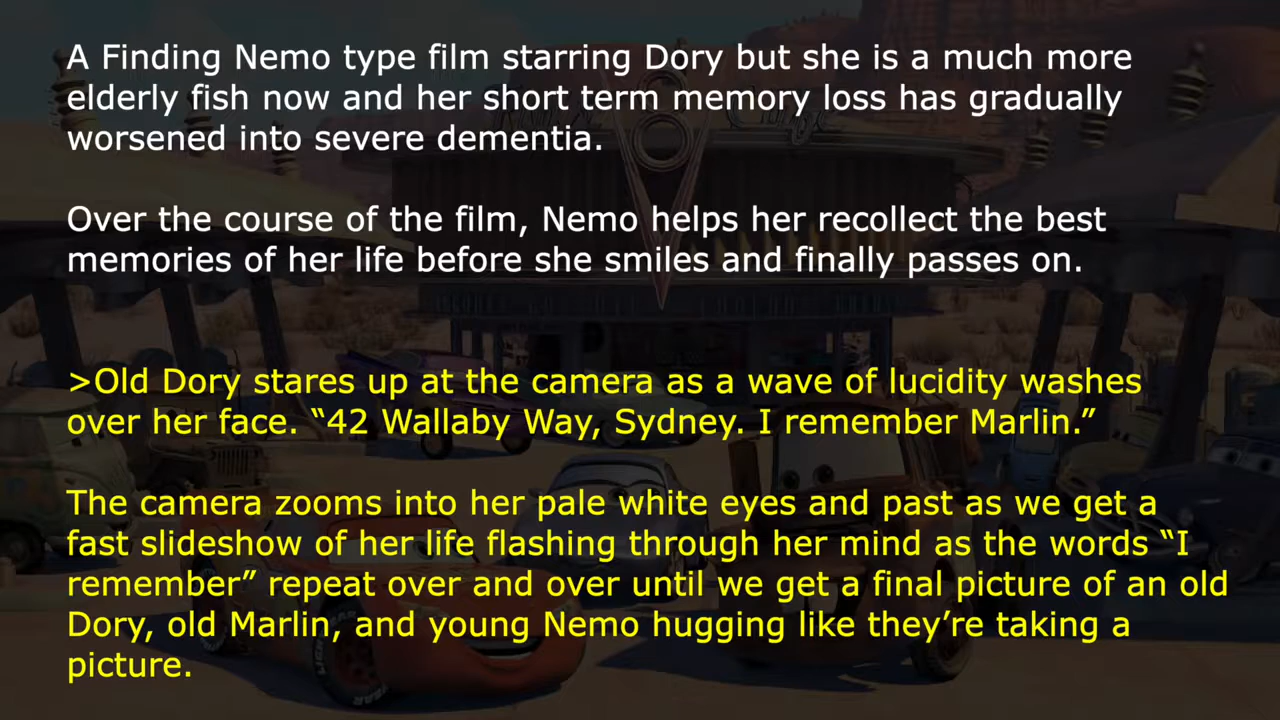 A Finding Nemo type film starring Dory but she is a much more
elderly fish now and her short term memory loss has gradually
worsened into severe dementia.
Over the course of the film, Nemo helps her recollect the best
memories of her life before she smiles and finally passes on.
>Old Dory stares up at the camera as a wave of lucidity washes
over her face. “42 Wallaby Way, Sydney. I remember Marlin.”
The camera zooms into her pale white eyes and past as we get a
fast slideshow of her life flashing through her mind as the words “I
remember” repeat over and over until we get a final picture of an old
Dory, old Marlin, and young Nemo hugging like they’re taking a
picture.